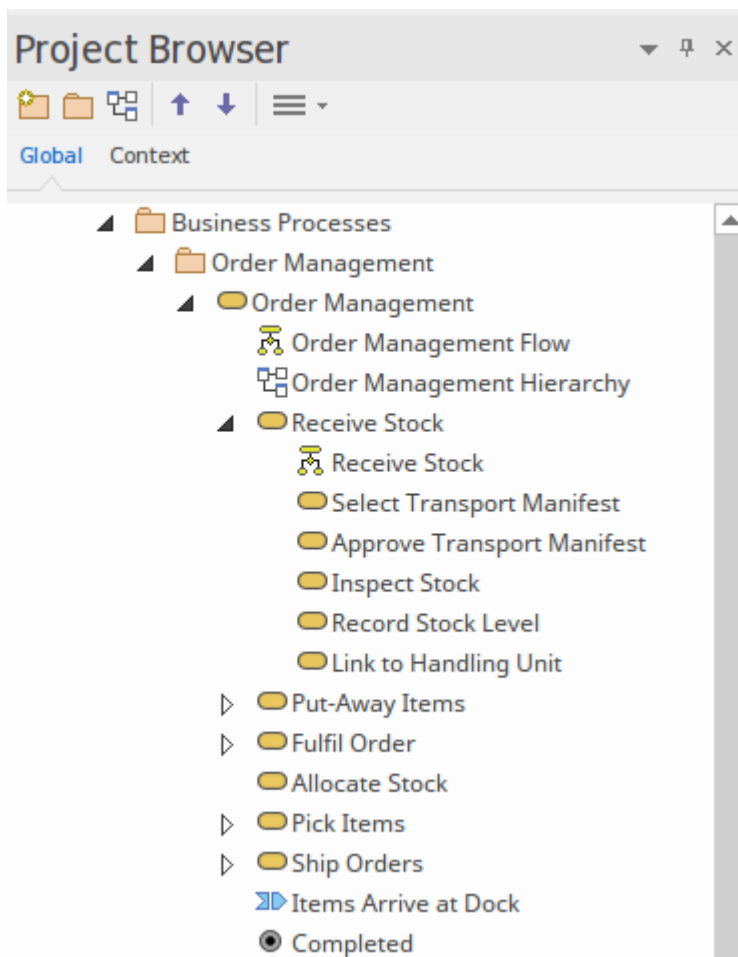 Project Browser
Global Context
Business Processes
Order Management
Order Management
Order Management Flow
Order Management Hierarchy
Receive Stock
Receive Stock
Select Transport Manifest
Approve Transport Manifest
Inspect Stock
Record Stock Level
Link to Handling Unit
Put-Away Items
Fulfil Order
Allocate Stock
Pick Items
Ship Orders
Items Arrive at Dock
Completed